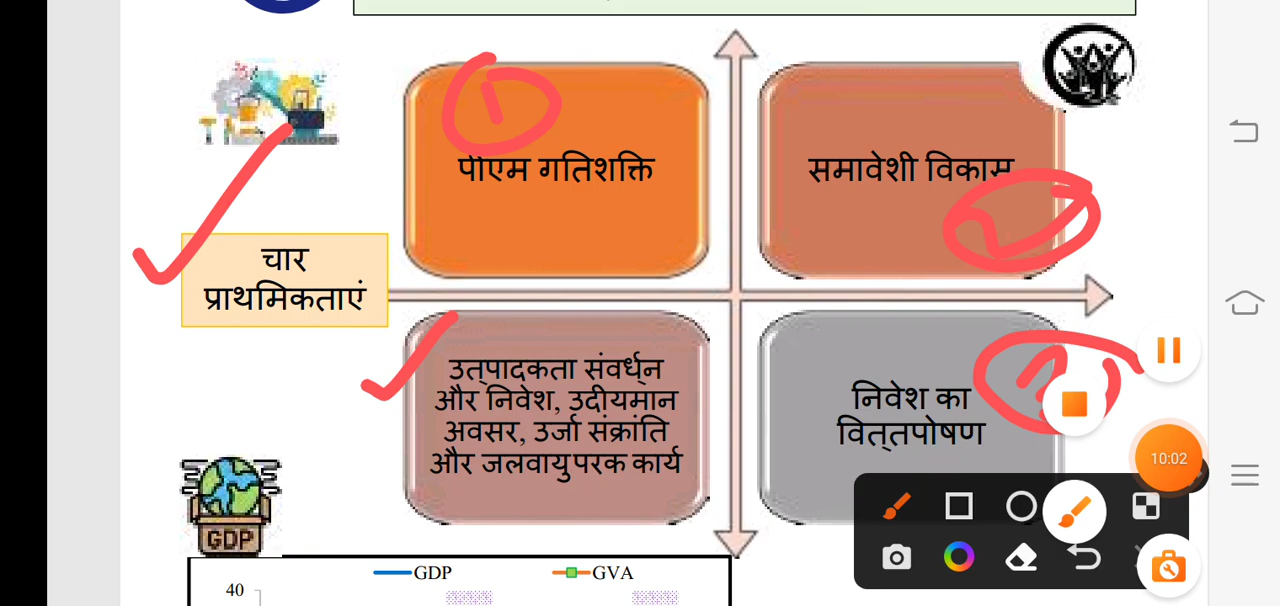 पीएम गतिशक्ति
समावेशी विकास
चार
प्राथमिकताएं
उत्पादकता संवर्धन
और निवेश, उदीयमान
अवसर, उर्जा संक्रांति
और जलवायु परक कार्य
निवेश का
वित्तपोषण
10:02
GDP
GDP
GVA
40